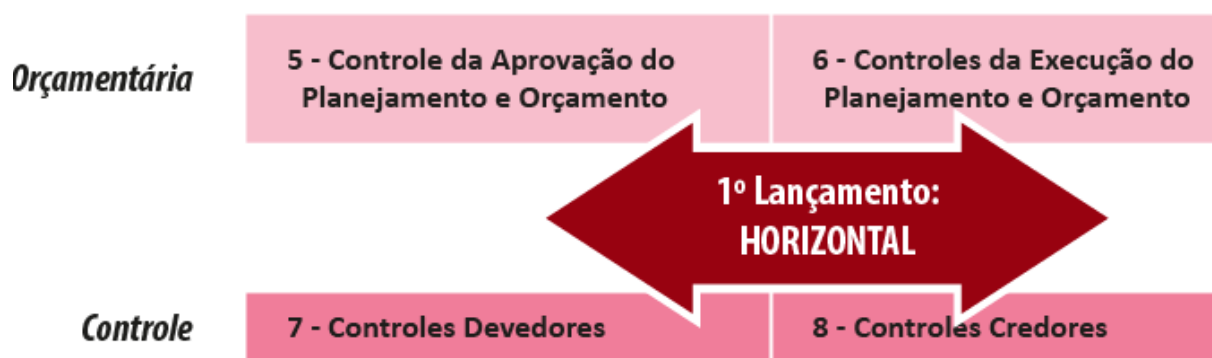 Orçamentária
5 - Controle da Aprovação do
Planejamento e Orçamento
6 - Controles da Execução do
Planejamento e Orçamento
1º Lançamento:
HORIZONTAL
Controle
7 - Controles Devedores
8 - Controles Credores